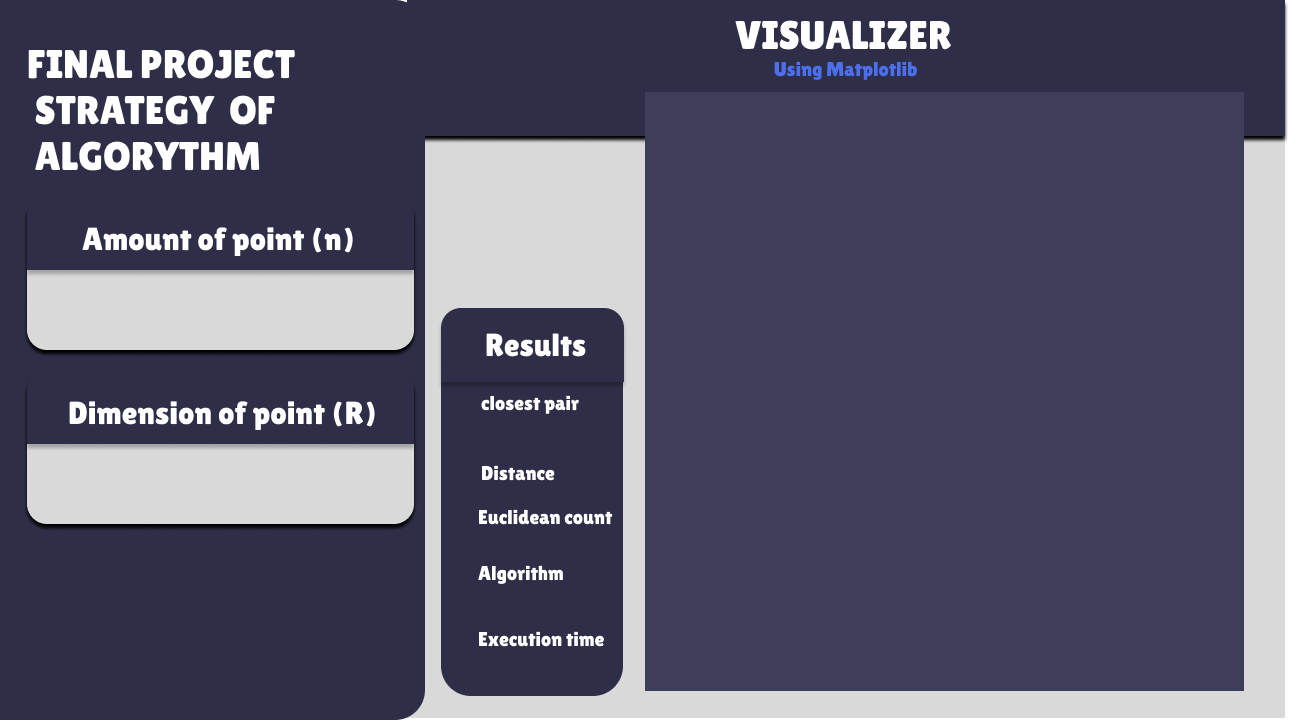 FINAL PROJECT
STRATEGY OF
ALGORYTHM
Amount of point (n)
Dimension of point (R)
VISUALIZER
Using Matplotlib
Results
closest pair
Distance
Euclidean count
Algorithm
Execution time